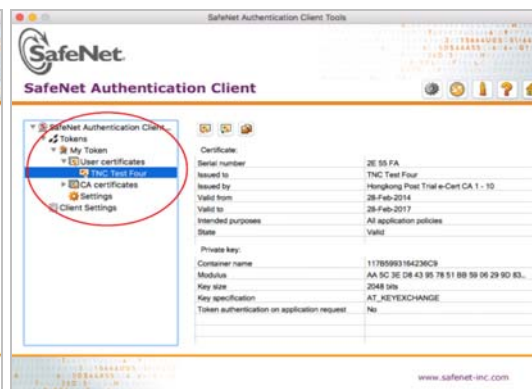 SafeNet Authentication Client Tools
SafeNet
SafeNet Authentication Client
SafeNet Authentication Client...
Tokens
My Token
User certificates
TNC Test Four
CA certificates
Settings
Client Settings
Certificate:
Serial number 2E 55 FA
Issued to TNC Test Four
Issued by Hongkong Post Trial e-Cert CA 1 - 10
Valid from 28-Feb-2014
Valid to 28-Feb-2017
Intended purposes All application policies
State Valid
Private key:
Container name 117B5993164236C9
Modulus AA 5C 3E D8 43 95 78 51 BB 59 06 29 9D 83...
Key size 2048 bits
Key specification AT_KEYEXCHANGE
Token authentication on application request No
www.safenet-inc.com